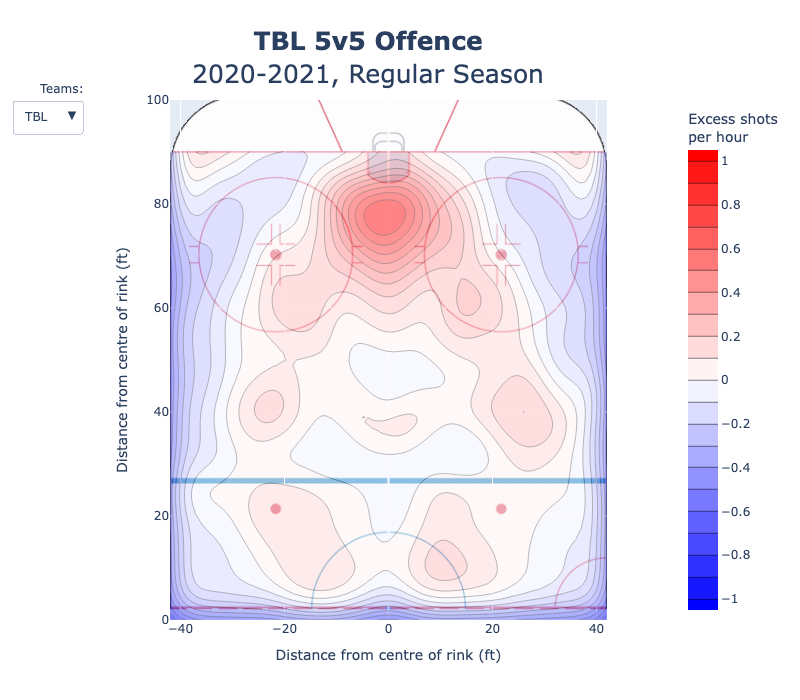 TBL 5v5 Offence
2020-2021, Regular Season
Teams:
TBL ▼
Excess shots
per hour
1
0.8
0.6
0.4
0.2
0
−0.2
−0.4
−0.6
−0.8
−1
Distance from centre of rink (ft)
100
80
60
40
20
0
−40
−20
0
20
40
Distance from centre of rink (ft)